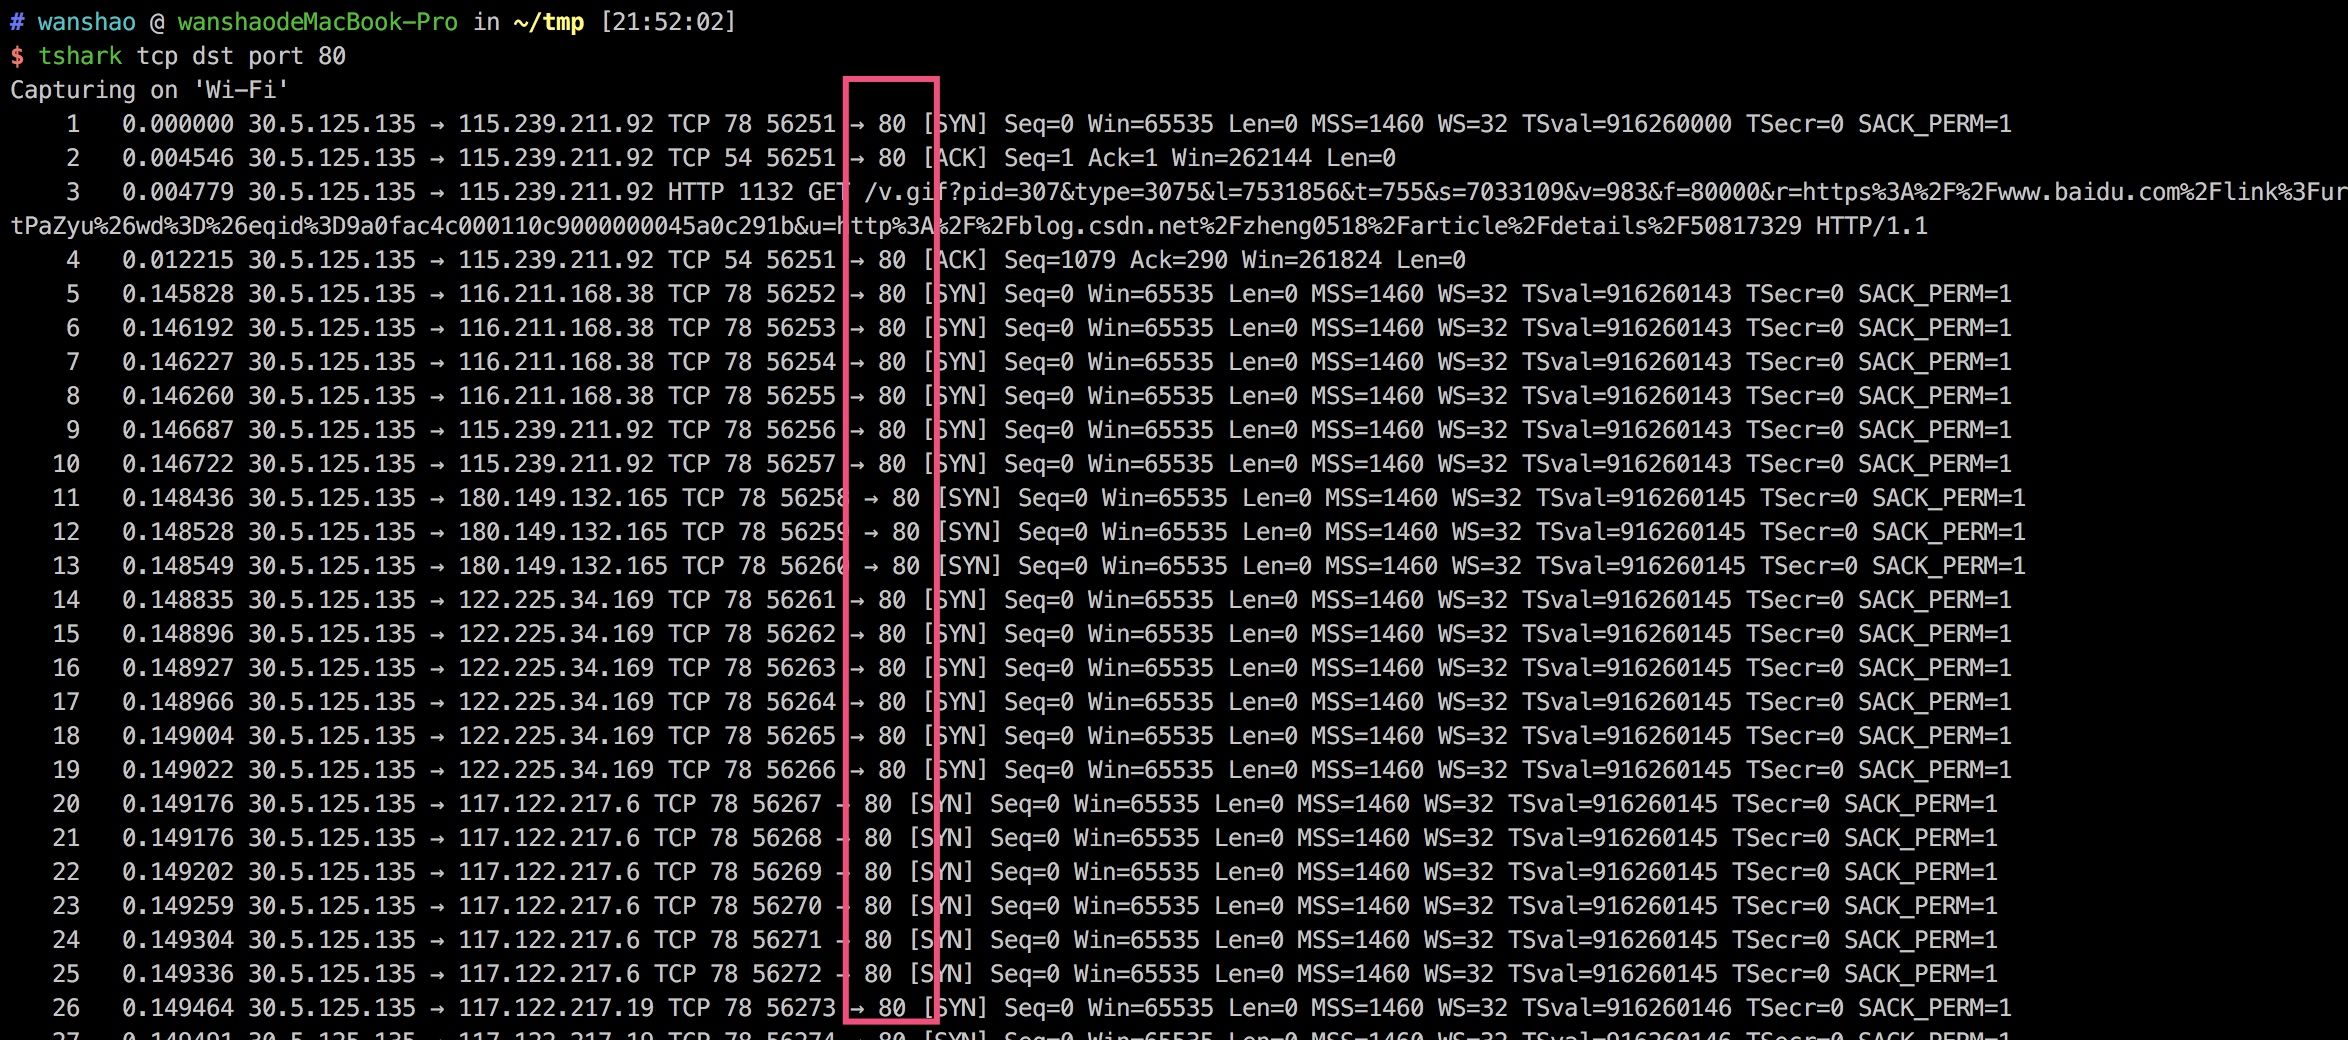 # wanshao @ wanshaodeMacBook-Pro in ~/tmp [21:52:02]
$ tshark tcp dst port 80
Capturing on 'Wi-Fi'
1 0.000000 30.5.125.135 → 115.239.211.92 TCP 78 56251 → 80 [SYN] Seq=0 Win=65535 Len=0 MSS=1460 WS=32 TSval=916260000 TSecr=0 SACK_PERM=1
2 0.004546 30.5.125.135 → 115.239.211.92 TCP 54 56251 → 80 [ACK] Seq=1 Ack=1 Win=262144 Len=0
3 0.004779 30.5.125.135 → 115.239.211.92 HTTP 1132 GET /v.gif?pid=307&type=3075&l=7531856&t=755&s=7033109&v=983&f=80000&r=https%3A%2F%2Fwww.baidu.com%2Flink%3Fur
tPaZyu%26wd%3D%26eqid%3D9a0fac4c000110c9000000045a0c291b&u=http%3A%2F%2Fblog.csdn.net%2Fzheng0518%2Farticle%2Fdetails%2F50817329 HTTP/1.1
4 0.012215 30.5.125.135 → 115.239.211.92 TCP 54 56251 → 80 [ACK] Seq=1079 Ack=290 Win=261824 Len=0
5 0.145828 30.5.125.135 → 116.211.168.38 TCP 78 56252 → 80 [SYN] Seq=0 Win=65535 Len=0 MSS=1460 WS=32 TSval=916260143 TSecr=0 SACK_PERM=1
6 0.146192 30.5.125.135 → 116.211.168.38 TCP 78 56253 → 80 [SYN] Seq=0 Win=65535 Len=0 MSS=1460 WS=32 TSval=916260143 TSecr=0 SACK_PERM=1
7 0.146227 30.5.125.135 → 116.211.168.38 TCP 78 56254 → 80 [SYN] Seq=0 Win=65535 Len=0 MSS=1460 WS=32 TSval=916260143 TSecr=0 SACK_PERM=1
8 0.146260 30.5.125.135 → 116.211.168.38 TCP 78 56255 → 80 [SYN] Seq=0 Win=65535 Len=0 MSS=1460 WS=32 TSval=916260143 TSecr=0 SACK_PERM=1
9 0.146687 30.5.125.135 → 115.239.211.92 TCP 78 56256 → 80 [SYN] Seq=0 Win=65535 Len=0 MSS=1460 WS=32 TSval=916260143 TSecr=0 SACK_PERM=1
10 0.146722 30.5.125.135 → 115.239.211.92 TCP 78 56257 → 80 [SYN] Seq=0 Win=65535 Len=0 MSS=1460 WS=32 TSval=916260143 TSecr=0 SACK_PERM=1
11 0.148436 30.5.125.135 → 180.149.132.165 TCP 78 56258 → 80 [SYN] Seq=0 Win=65535 Len=0 MSS=1460 WS=32 TSval=916260145 TSecr=0 SACK_PERM=1
12 0.148528 30.5.125.135 → 180.149.132.165 TCP 78 56259 → 80 [SYN] Seq=0 Win=65535 Len=0 MSS=1460 WS=32 TSval=916260145 TSecr=0 SACK_PERM=1
13 0.148549 30.5.125.135 → 180.149.132.165 TCP 78 56260 → 80 [SYN] Seq=0 Win=65535 Len=0 MSS=1460 WS=32 TSval=916260145 TSecr=0 SACK_PERM=1
14 0.148835 30.5.125.135 → 122.225.34.169 TCP 78 56261 → 80 [SYN] Seq=0 Win=65535 Len=0 MSS=1460 WS=32 TSval=916260145 TSecr=0 SACK_PERM=1
15 0.148896 30.5.125.135 → 122.225.34.169 TCP 78 56262 → 80 [SYN] Seq=0 Win=65535 Len=0 MSS=1460 WS=32 TSval=916260145 TSecr=0 SACK_PERM=1
16 0.148927 30.5.125.135 → 122.225.34.169 TCP 78 56263 → 80 [SYN] Seq=0 Win=65535 Len=0 MSS=1460 WS=32 TSval=916260145 TSecr=0 SACK_PERM=1
17 0.148966 30.5.125.135 → 122.225.34.169 TCP 78 56264 → 80 [SYN] Seq=0 Win=65535 Len=0 MSS=1460 WS=32 TSval=916260145 TSecr=0 SACK_PERM=1
18 0.149004 30.5.125.135 → 122.225.34.169 TCP 78 56265 → 80 [SYN] Seq=0 Win=65535 Len=0 MSS=1460 WS=32 TSval=916260145 TSecr=0 SACK_PERM=1
19 0.149022 30.5.125.135 → 122.225.34.169 TCP 78 56266 → 80 [SYN] Seq=0 Win=65535 Len=0 MSS=1460 WS=32 TSval=916260145 TSecr=0 SACK_PERM=1
20 0.149176 30.5.125.135 → 117.122.217.6 TCP 78 56267 → 80 [SYN] Seq=0 Win=65535 Len=0 MSS=1460 WS=32 TSval=916260145 TSecr=0 SACK_PERM=1
21 0.149176 30.5.125.135 → 117.122.217.6 TCP 78 56268 → 80 [SYN] Seq=0 Win=65535 Len=0 MSS=1460 WS=32 TSval=916260145 TSecr=0 SACK_PERM=1
22 0.149202 30.5.125.135 → 117.122.217.6 TCP 78 56269 → 80 [SYN] Seq=0 Win=65535 Len=0 MSS=1460 WS=32 TSval=916260145 TSecr=0 SACK_PERM=1
23 0.149259 30.5.125.135 → 117.122.217.6 TCP 78 56270 → 80 [SYN] Seq=0 Win=65535 Len=0 MSS=1460 WS=32 TSval=916260145 TSecr=0 SACK_PERM=1
24 0.149304 30.5.125.135 → 117.122.217.6 TCP 78 56271 → 80 [SYN] Seq=0 Win=65535 Len=0 MSS=1460 WS=32 TSval=916260145 TSecr=0 SACK_PERM=1
25 0.149336 30.5.125.135 → 117.122.217.6 TCP 78 56272 → 80 [SYN] Seq=0 Win=65535 Len=0 MSS=1460 WS=32 TSval=916260145 TSecr=0 SACK_PERM=1
26 0.149464 30.5.125.135 → 117.122.217.19 TCP 78 56273 → 80 [SYN] Seq=0 Win=65535 Len=0 MSS=1460 WS=32 TSval=916260146 TSecr=0 SACK_PERM=1
27 0.149491 30.5.125.135 → 117.122.217.19 TCP 78 56274 → 80 [SYN] Seq=0 Win=65535 Len=0 MSS=1460 WS=32 TSval=916260146 TSecr=0 SACK_PERM=1